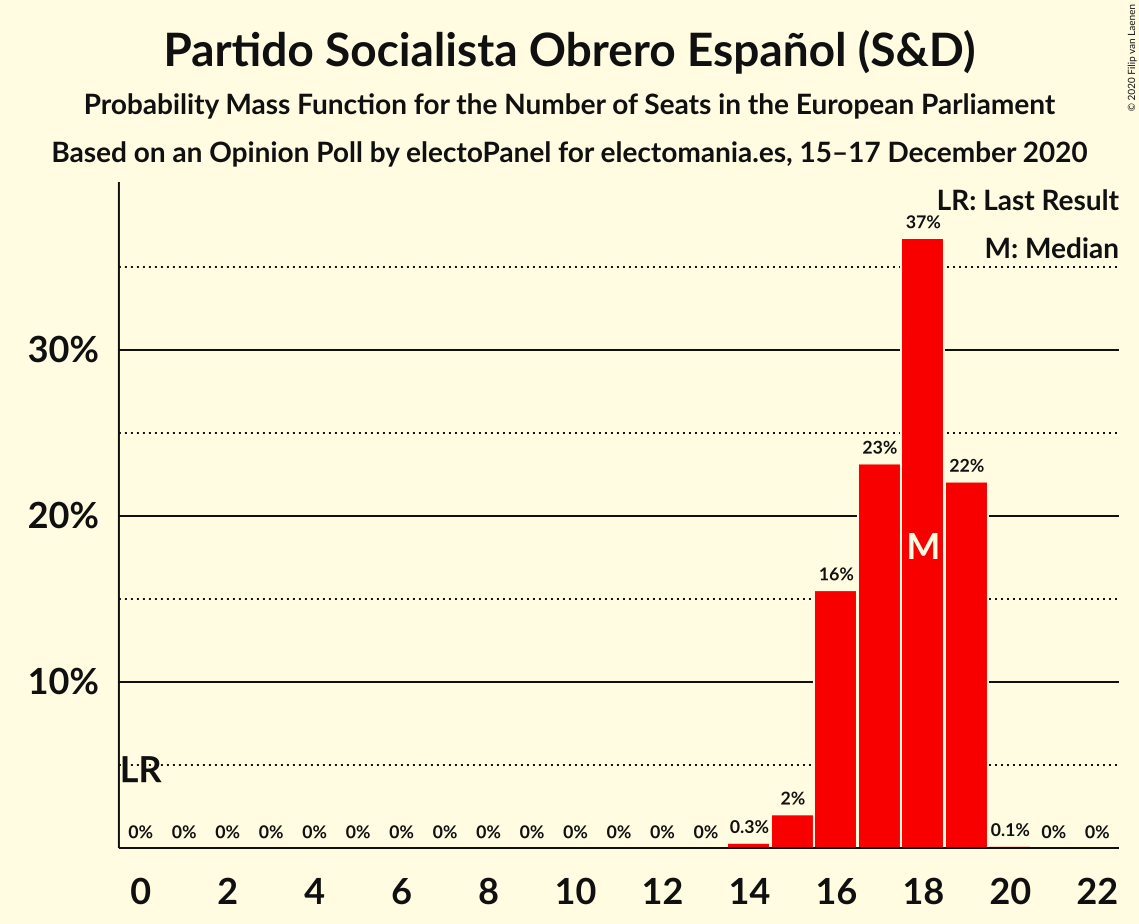 Partido Socialista Obrero Español (S&D)
Probability Mass Function for the Number of Seats in the European Parliament
Based on an Opinion Poll by electoPanel for electomania.es, 15–17 December 2020
© 2020 Filip van Laenen
LR: Last Result
M: Median
37%
30%
23%
22%
20%
M
16%
10%
LR
2%
0% 0% 0% 0% 0% 0% 0% 0% 0% 0% 0% 0% 0% 0% 0.3% 0.1% 0% 0%
0 2 4 6 8 10 12 14 16 18 20 22